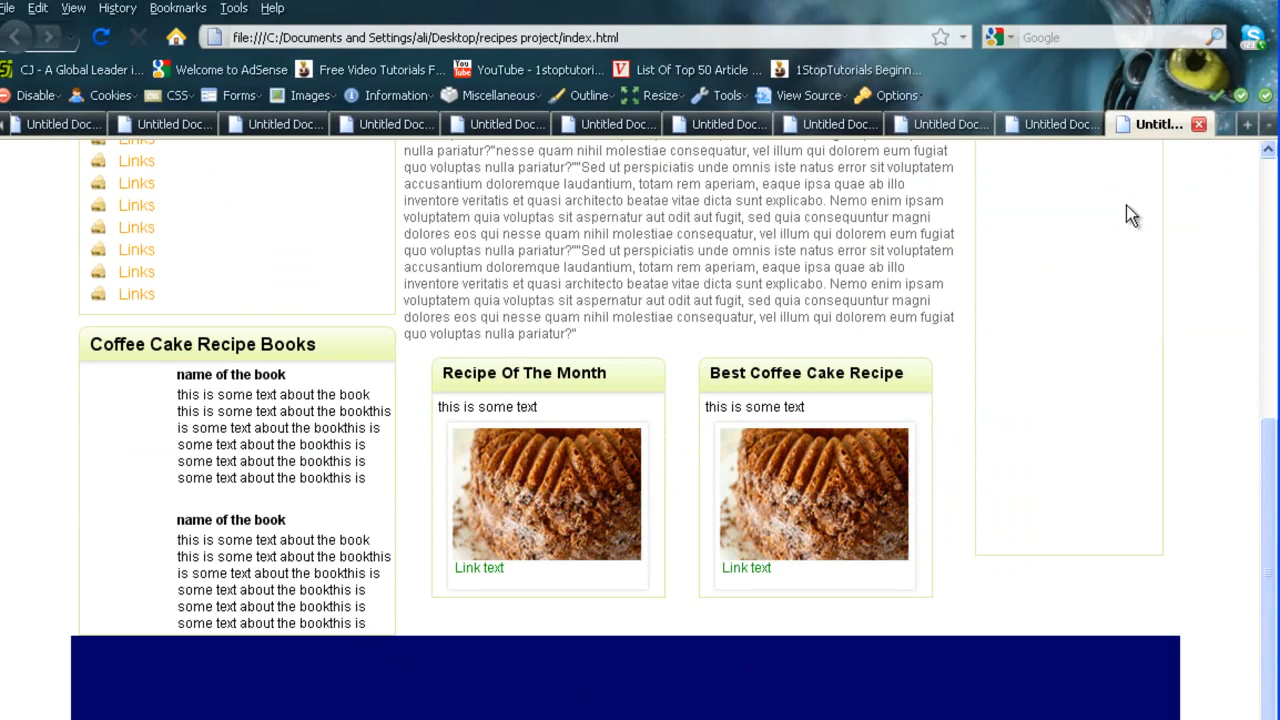 File Edit View History Bookmarks Tools Help
file:///C:/Documents and Settings/ali/Desktop/recipes project/index.html
Google
CJ - A Global Leader i... Welcome to AdSense Free Video Tutorials F... YouTube - 1stoptutori... List Of Top 50 Article ... 1StopTutorials Beginn...
Disable Cookies CSS Forms Images Information Miscellaneous Outline Resize Tools View Source Options
Untitled Doc... Untitled Doc... Untitled Doc... Untitled Doc... Untitled Doc... Untitled Doc... Untitled Doc... Untitled Doc... Untitled Doc... Untitled Doc... Untitl...
Links
Links
Links
Links
Links
Links
Links
Links
Coffee Cake Recipe Books
name of the book
this is some text about the book
this is some text about the bookthis
is some text about the bookthis is
some text about the bookthis is
some text about the bookthis is
some text about the bookthis is
name of the book
this is some text about the book
this is some text about the bookthis
is some text about the bookthis is
some text about the bookthis is
some text about the bookthis is
some text about the bookthis is
nulla pariatur?"nesse quam nihil molestiae consequatur, vel illum qui dolorem eum fugiat
quo voluptas nulla pariatur?""Sed ut perspiciatis unde omnis iste natus error sit voluptatem
accusantium doloremque laudantium, totam rem aperiam, eaque ipsa quae ab illo
inventore veritatis et quasi architecto beatae vitae dicta sunt explicabo. Nemo enim ipsam
voluptatem quia voluptas sit aspernatur aut odit aut fugit, sed quia consequuntur magni
dolores eos qui nesse quam nihil molestiae consequatur, vel illum qui dolorem eum fugiat
quo voluptas nulla pariatur?""Sed ut perspiciatis unde omnis iste natus error sit voluptatem
accusantium doloremque laudantium, totam rem aperiam, eaque ipsa quae ab illo
inventore veritatis et quasi architecto beatae vitae dicta sunt explicabo. Nemo enim ipsam
voluptatem quia voluptas sit aspernatur aut odit aut fugit, sed quia consequuntur magni
dolores eos qui nesse quam nihil molestiae consequatur, vel illum qui dolorem eum fugiat
quo voluptas nulla pariatur?"
Recipe Of The Month
this is some text
Link text
Best Coffee Cake Recipe
this is some text
Link text